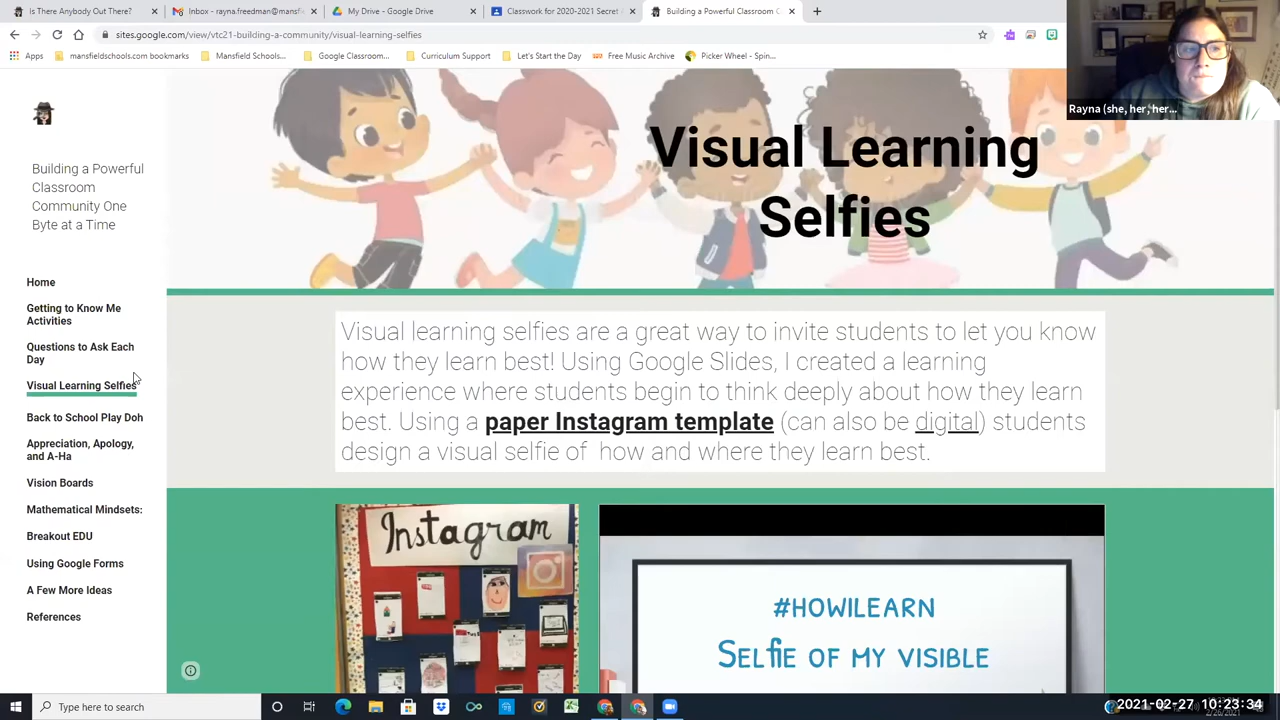 Is There Anybody Out There?
Inbox - rayna.freedman@mansf
My Drive - Google Drive
Classwork for 2020-2021 Secret
Building a Powerful Classroom C
sites.google.com/view/vtc21-building-a-community/visual-learning-selfies
Apps
mansfieldschools.com bookmarks
Mansfield Schools...
Google Classroom...
Curriculum Support
Let's Start the Day
Free Music Archive
Picker Wheel - Spin...
Rayna (she, her, her...
Building a Powerful
Classroom
Community One
Byte at a Time
Home
Getting to Know Me
Activities
Questions to Ask Each
Day
Visual Learning Selfies
Back to School Play Doh
Appreciation, Apology,
and A-Ha
Vision Boards
Mathematical Mindsets:
Breakout EDU
Using Google Forms
A Few More Ideas
References
Visual Learning
Selfies
Visual learning selfies are a great way to invite students to let you know
how they learn best! Using Google Slides, I created a learning
experience where students begin to think deeply about how they learn
best. Using a paper Instagram template (can also be digital) students
design a visual selfie of how and where they learn best.
Instagram
#HOWILEARN
SELFIE OF MY VISIBLE
Type here to search
2021-02-27 10:23:34